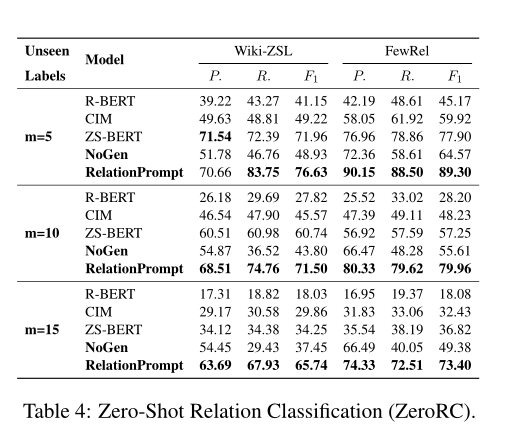 Unseen Labels Model Wiki-ZSL FewRel
P. R. F1 P. R. F1
m=5
R-BERT 39.22 43.27 41.15 42.19 48.61 45.17
CIM 49.63 48.81 49.22 58.05 61.92 59.92
ZS-BERT 71.54 72.39 71.96 76.96 78.86 77.90
NoGen 51.78 46.76 48.93 72.36 58.61 64.57
RelationPrompt 70.66 83.75 76.63 90.15 88.50 89.30
m=10
R-BERT 26.18 29.69 27.82 25.52 33.02 28.20
CIM 46.54 47.90 45.57 47.39 49.11 48.23
ZS-BERT 60.51 60.98 60.74 56.92 57.59 57.25
NoGen 54.87 36.52 43.80 66.47 48.28 55.61
RelationPrompt 68.51 74.76 71.50 80.33 79.62 79.96
m=15
R-BERT 17.31 18.82 18.03 16.95 19.37 18.08
CIM 29.17 30.58 29.86 31.83 33.06 32.43
ZS-BERT 34.12 34.38 34.25 35.54 38.19 36.82
NoGen 54.45 29.43 37.45 66.49 40.05 49.38
RelationPrompt 63.69 67.93 65.74 74.33 72.51 73.40
Table 4: Zero-Shot Relation Classification (ZeroRC).